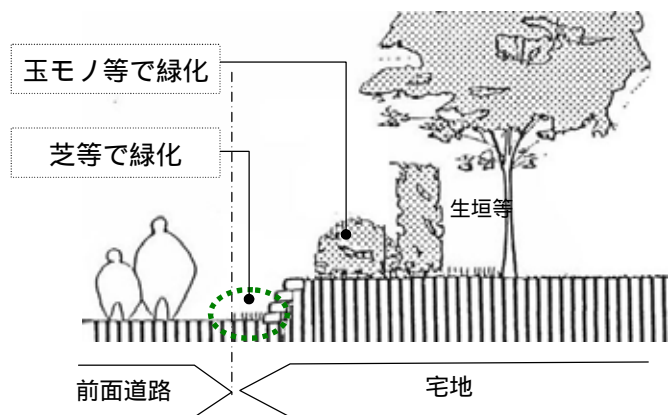 玉モノ等で緑化
芝等で緑化
生垣等
前面道路
宅地